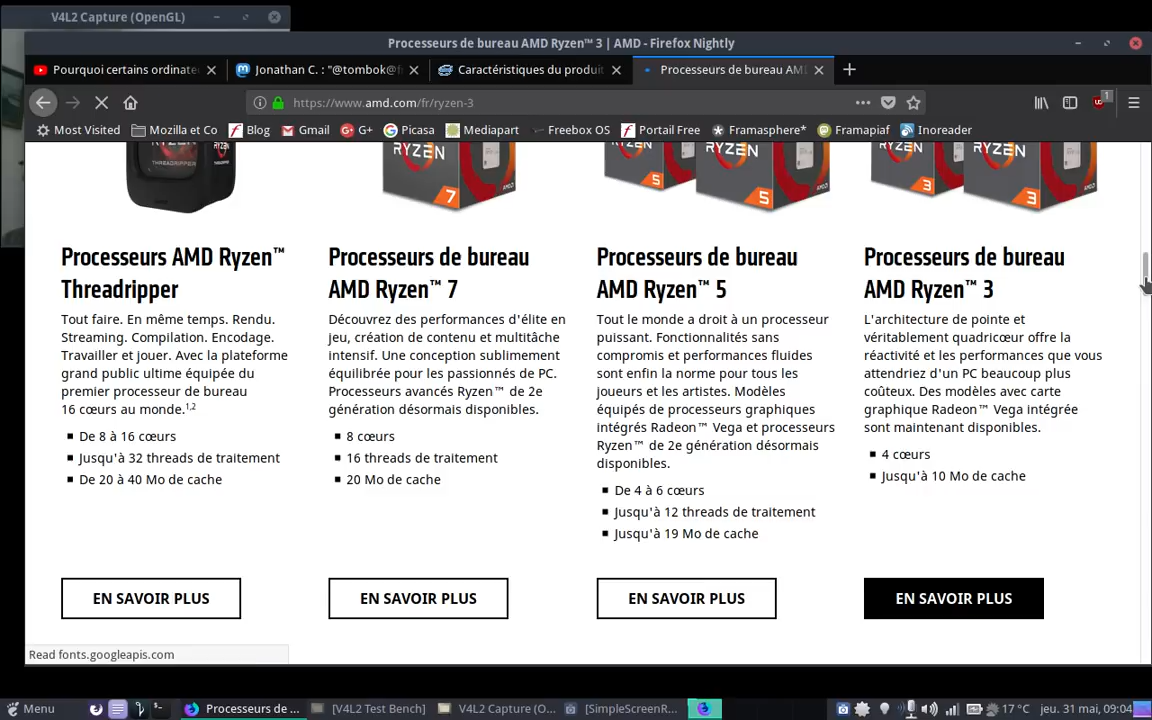 V4L2 Capture (OpenGL)
Processeurs de bureau AMD Ryzen™ 3 | AMD - Firefox Nightly
Pourquoi certains ordinate
Jonathan C. : "@tombok@f
Caractéristiques du produit
Processeurs de bureau AM
https://www.amd.com/fr/ryzen-3
1
Most Visited
Mozilla et Co
Blog
Gmail
G+
Picasa
Mediapart
Freebox OS
Portail Free
Framasphere*
Framapiaf
Inoreader
RYZEN
THREADRIPPER
RYZEN
7
RYZEN
5
5
RYZEN
3
3
Processeurs AMD Ryzen™
Threadripper
Tout faire. En même temps. Rendu.
Streaming. Compilation. Encodage.
Travailler et jouer. Avec la plateforme
grand public ultime équipée du
premier processeur de bureau
16 cœurs au monde.1,2
De 8 à 16 cœurs
Jusqu'à 32 threads de traitement
De 20 à 40 Mo de cache
EN SAVOIR PLUS
Processeurs de bureau
AMD Ryzen™ 7
Découvrez des performances d'élite en
jeu, création de contenu et multitâche
intensif. Une conception sublimement
équilibrée pour les passionnés de PC.
Processeurs avancés Ryzen™ de 2e
génération désormais disponibles.
8 cœurs
16 threads de traitement
20 Mo de cache
EN SAVOIR PLUS
Processeurs de bureau
AMD Ryzen™ 5
Tout le monde a droit à un processeur
puissant. Fonctionnalités sans
compromis et performances fluides
sont enfin la norme pour tous les
joueurs et les artistes. Modèles
équipés de processeurs graphiques
intégrés Radeon™ Vega et processeurs
Ryzen™ de 2e génération désormais
disponibles.
De 4 à 6 cœurs
Jusqu'à 12 threads de traitement
Jusqu'à 19 Mo de cache
EN SAVOIR PLUS
Processeurs de bureau
AMD Ryzen™ 3
L'architecture de pointe et
véritablement quadricœur offre la
réactivité et les performances que vous
attendriez d'un PC beaucoup plus
coûteux. Des modèles avec carte
graphique Radeon™ Vega intégrée
sont maintenant disponibles.
4 cœurs
Jusqu'à 10 Mo de cache
EN SAVOIR PLUS
Read fonts.googleapis.com
Menu
Processeurs de ...
[V4L2 Test Bench]
V4L2 Capture (O...
[SimpleScreenR...
17 °C
jeu. 31 mai, 09:04